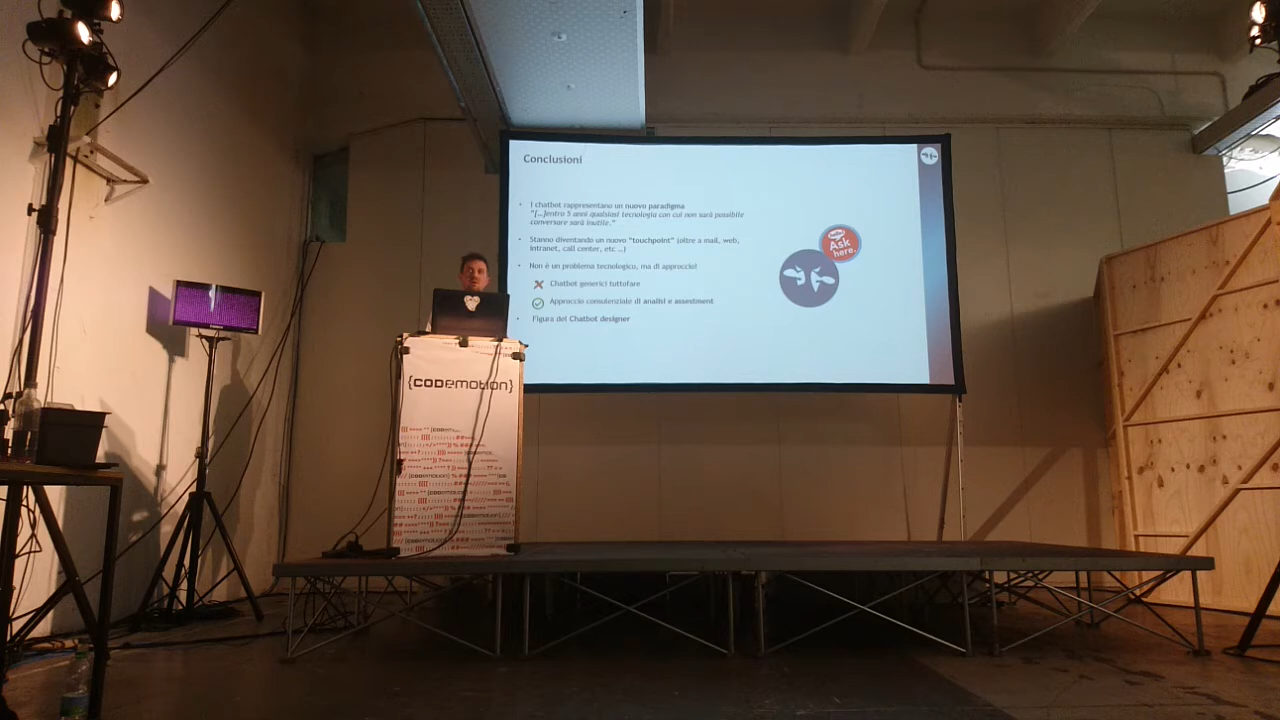 Conclusioni
I chatbot rappresentano un nuovo paradigma
"[…]entro 5 anni qualsiasi tecnologia con cui non sarà possibile
conversare sarà inutile."
Stanno diventando un nuovo "touchpoint" (oltre a mail, web,
intranet, call center, etc …)
Non è un problema tecnologico, ma di approccio!
Chatbot generici tuttofare
Approccio consulenziale di analisi e assestment
Figura del Chatbot designer
Ask
here.
{CODEMOTION}